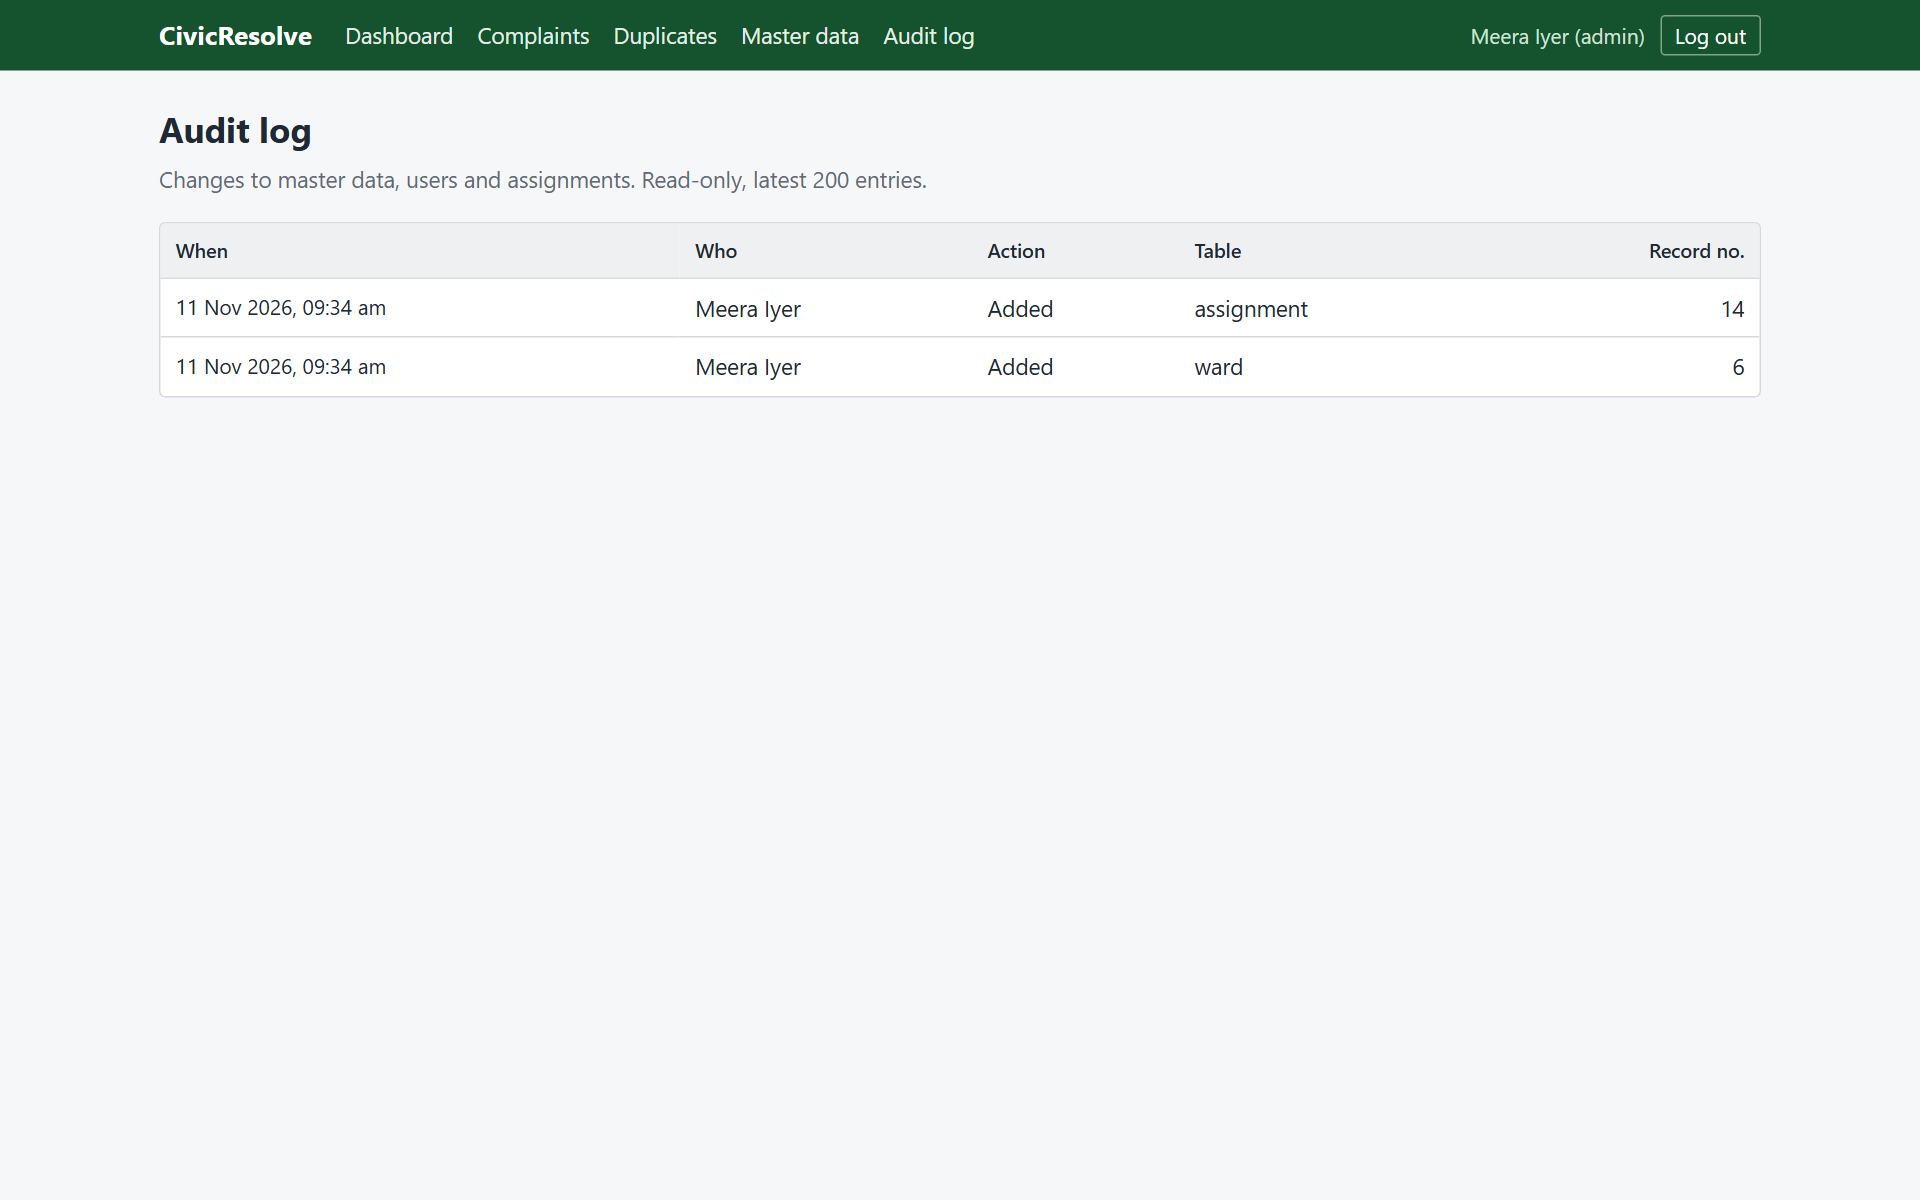 CivicResolve Dashboard Complaints Duplicates Master data Audit log Meera Iyer (admin) Log out
Audit log
Changes to master data, users and assignments. Read-only, latest 200 entries.
When Who Action Table Record no.
11 Nov 2026, 09:34 am Meera Iyer Added assignment 14
11 Nov 2026, 09:34 am Meera Iyer Added ward 6